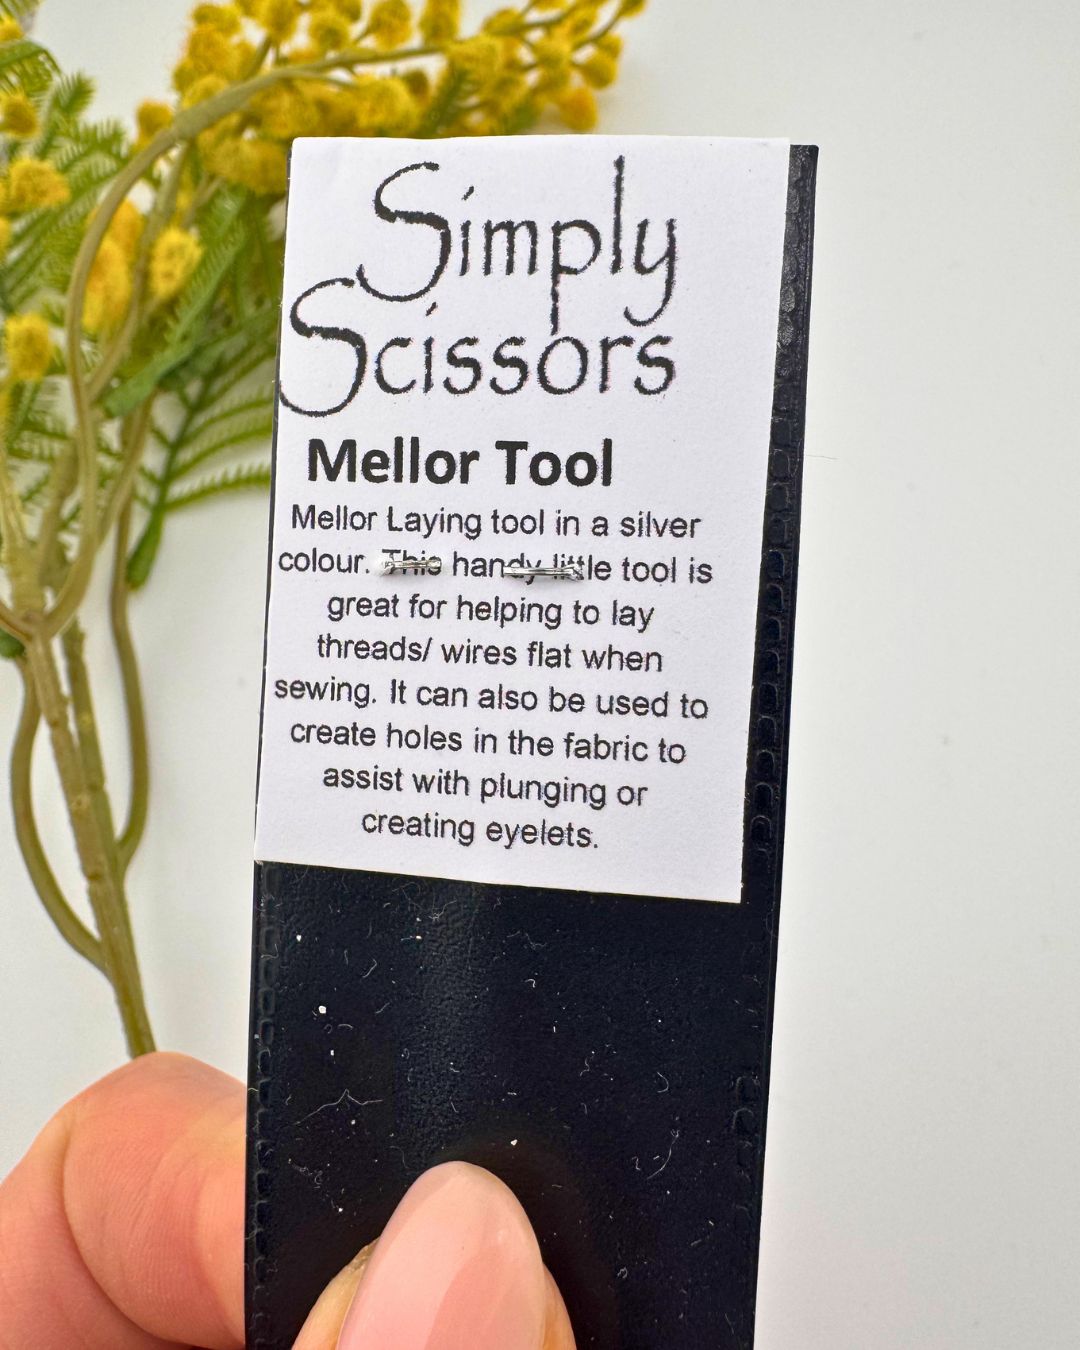 Simply
Scissors
Mellor Tool
Mellor Laying tool in a silver
colour. This handy little tool is
great for helping to lay
threads/ wires flat when
sewing. It can also be used to
create holes in the fabric to
assist with plunging or
creating eyelets.